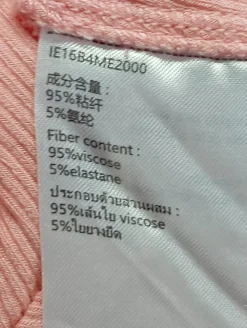 IE16B4ME2000
成分含量：
95%粘纤
5%氨纶
Fiber content :
95%viscose
5%elastane
ประกอบด้วยส่วนผสม :
95%เส้นใย viscose
5%ใยยางยืด